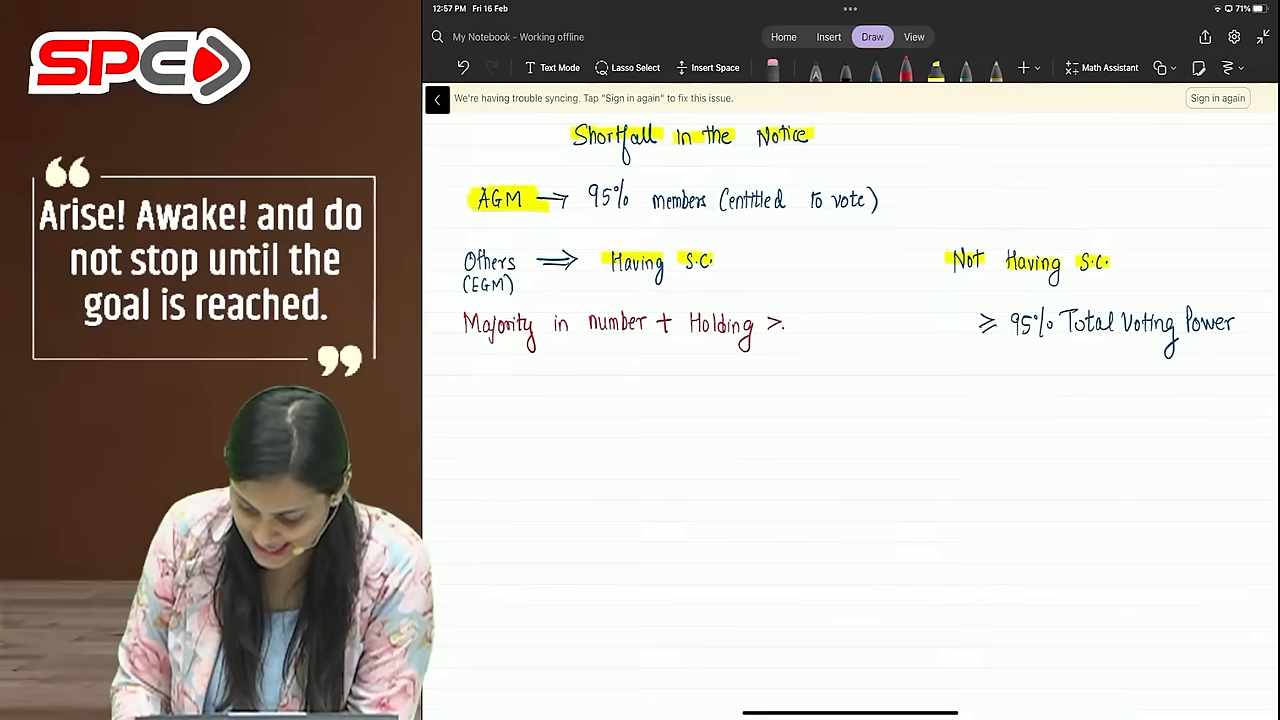 12:57 PM Fri 16 Feb
71%
My Notebook - Working offline
Home Insert Draw View
Text Mode Lasso Select Insert Space Math Assistant
We're having trouble syncing. Tap "Sign in again" to fix this issue. Sign in again
SPC
Arise! Awake! and do
not stop until the
goal is reached.
Shortfall in the Notice
AGM → 95% members (entitled to vote)
Others ⇒ Having S.C. Not Having S.C.
(EGM)
Majority in number + Holding > ≥ 95% Total Voting Power